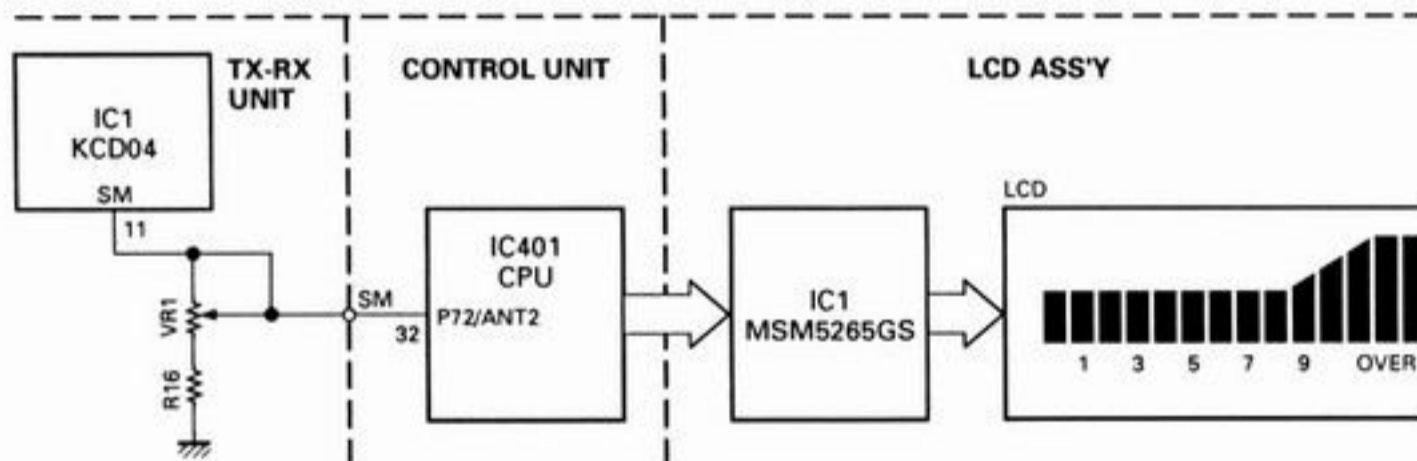 TX-RX
UNIT
CONTROL UNIT
LCD ASS'Y
IC1
KCD04
SM
11
VR1
R16
SM
32
IC401
CPU
P72/ANT2
IC1
MSM5265GS
LCD
1 3 5 7 9 OVER